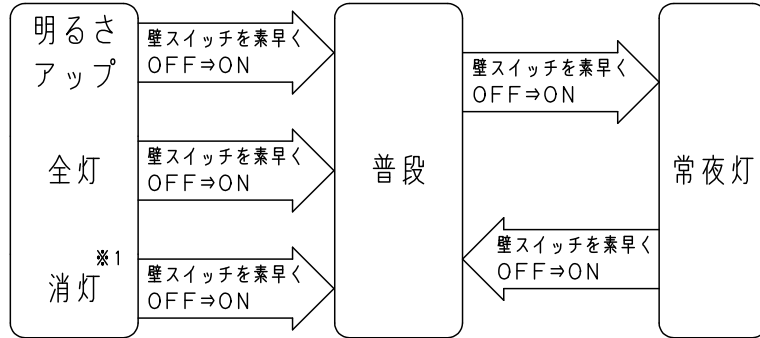 明るさ
アップ
壁スイッチを素早く
OFF⇒ON
全灯
壁スイッチを素早く
OFF⇒ON
※1
消灯
壁スイッチを素早く
OFF⇒ON
普段
壁スイッチを素早く
OFF⇒ON
壁スイッチを素早く
OFF⇒ON
常夜灯